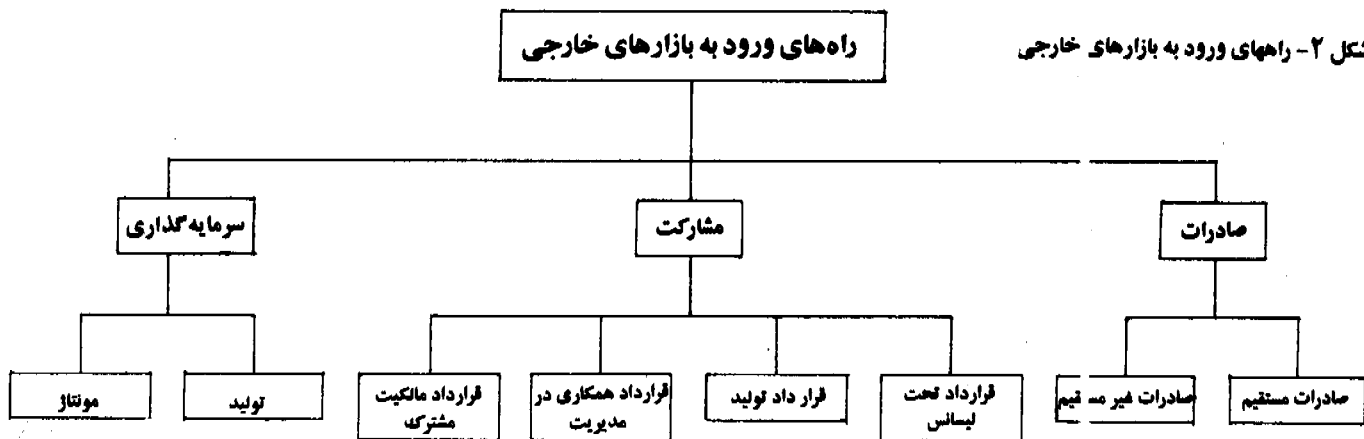 شکل ۲- راههای ورود به بازارهای خارجی
راه‌های ورود به بازارهای خارجی
صادرات
مشارکت
سرمایه‌گذاری
صادرات مستقیم
صادرات غیر مستقیم
قرارداد تحت
لیسانس
قرار داد تولید
قرارداد همکاری در
مدیریت
قرارداد مالکیت
مشترک
تولید
مونتاژ